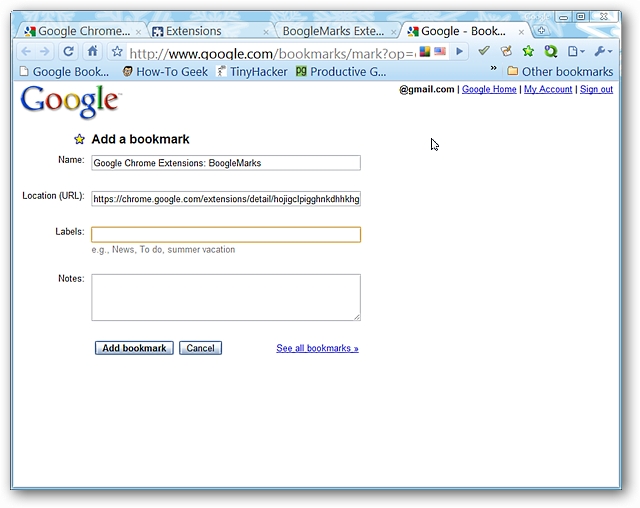 Google Chrome...
Extensions
BoogleMarks Exten
Google - Book...
http://www.google.com/bookmarks/mark?op=
Google Book...
How-To Geek
TinyHacker
pg Productive G...
»
Other bookmarks
Google™
@gmail.com | Google Home | My Account | Sign out
Add a bookmark
Name:
Google Chrome Extensions: BoogleMarks
Location (URL):
https://chrome.google.com/extensions/detail/hojigclpigghnkdhhkhg
Labels:
e.g., News, To do, summer vacation
Notes:
Add bookmark
Cancel
See all bookmarks »